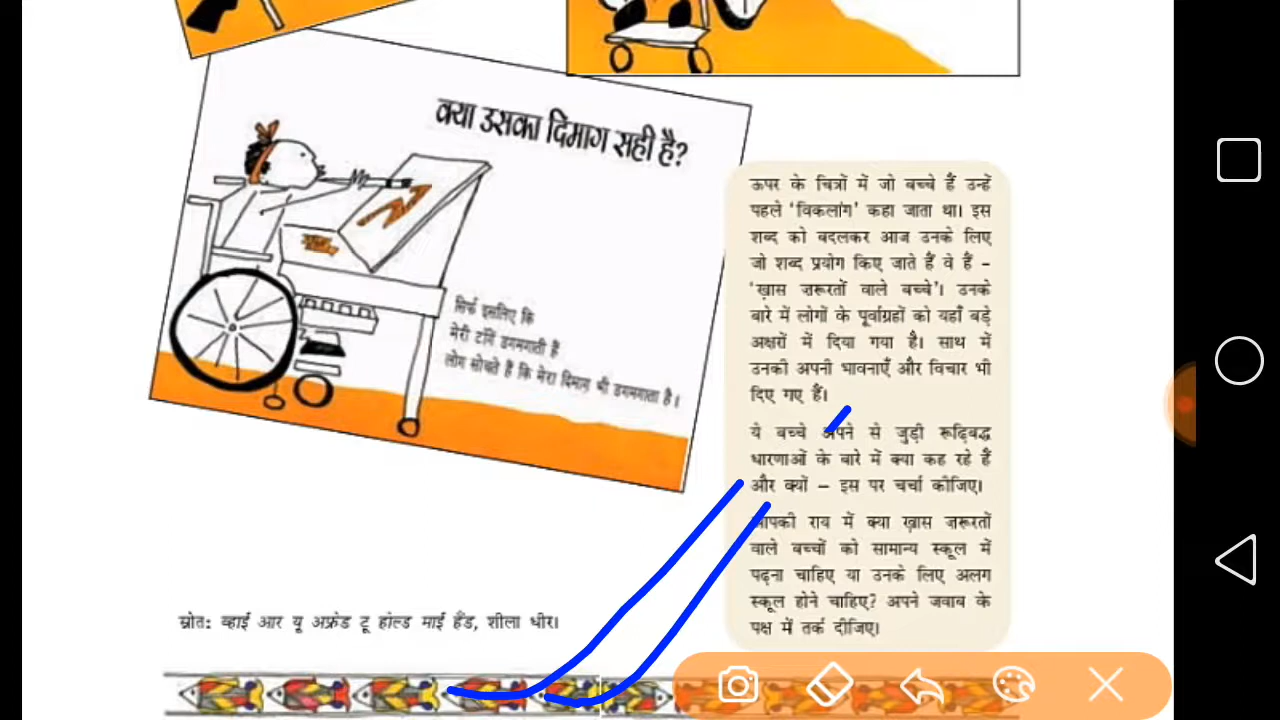 क्या उसका दिमाग सही है?
सिर्फ इसलिए कि
मेरी टाँगें डगमगाती हैं
लोग सोचते हैं कि मेरा दिमाग़ भी डगमगाता है।
ऊपर के चित्रों में जो बच्चे हैं उन्हें
पहले 'विकलांग' कहा जाता था। इस
शब्द को बदलकर आज उनके लिए
जो शब्द प्रयोग किए जाते हैं वे हैं –
'ख़ास ज़रूरतों वाले बच्चे'। उनके
बारे में लोगों के पूर्वाग्रहों को यहाँ बड़े
अक्षरों में दिया गया है। साथ में
उनकी अपनी भावनाएँ और विचार भी
दिए गए हैं।
ये बच्चे अपने से जुड़ी रूढ़िबद्ध
धारणाओं के बारे में क्या कह रहे हैं
और क्यों – इस पर चर्चा कीजिए।
आपकी राय में क्या ख़ास ज़रूरतों
वाले बच्चों को सामान्य स्कूल में
पढ़ना चाहिए या उनके लिए अलग
स्कूल होने चाहिए? अपने जवाब के
पक्ष में तर्क दीजिए।
स्रोत: व्हाई आर यू अफ्रेड टू होल्ड माई हैंड, शीला धीर।